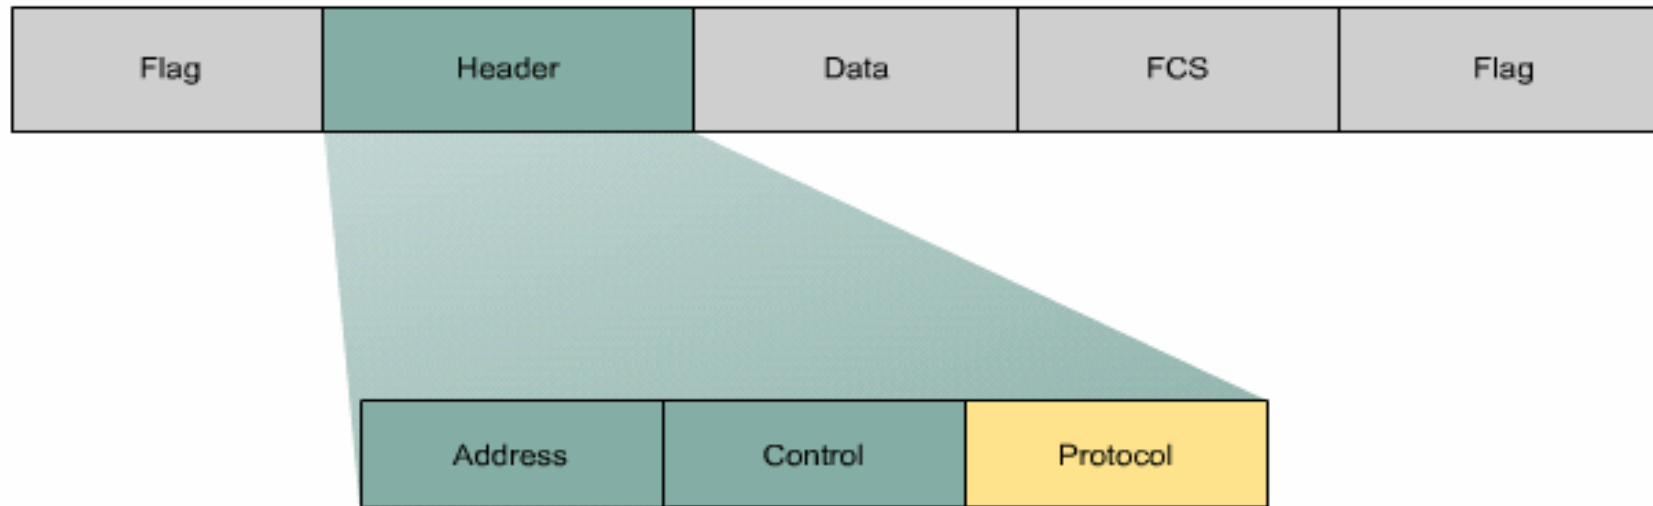 Flag Header Data FCS Flag
Address Control Protocol